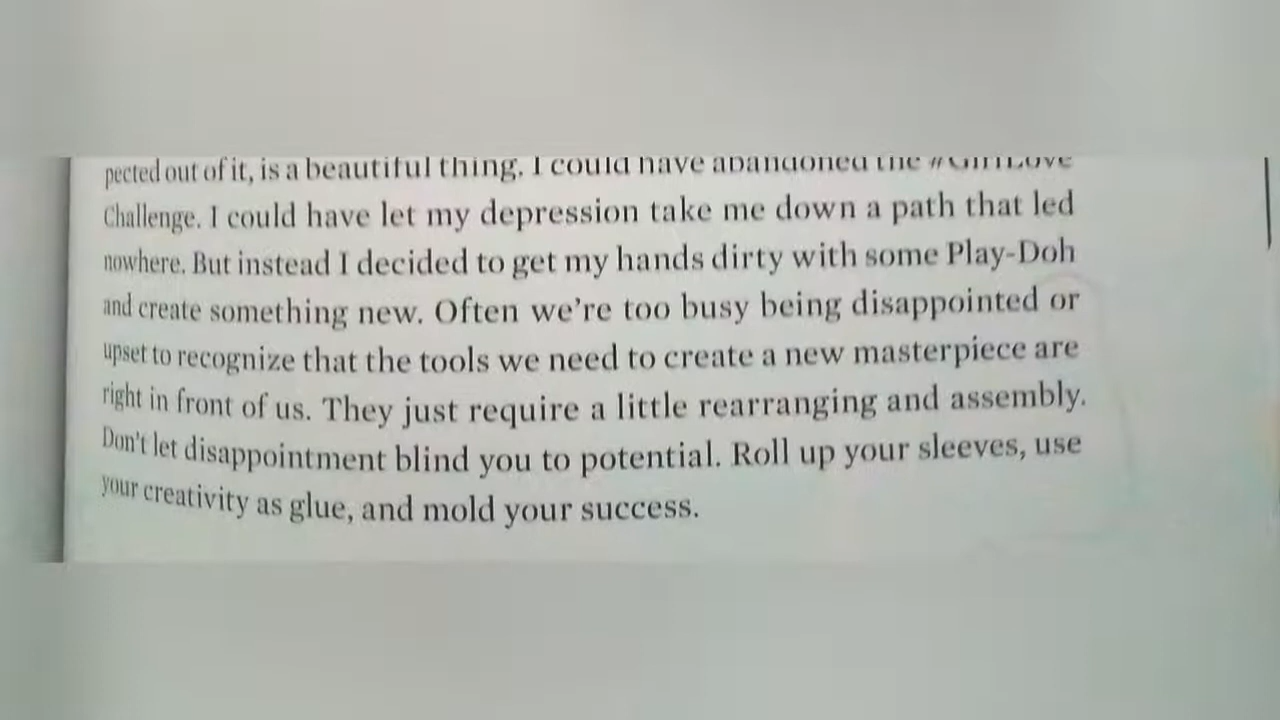 pected out of it, is a beautiful thing. I could have abandoned the #GirlLove
Challenge. I could have let my depression take me down a path that led
nowhere. But instead I decided to get my hands dirty with some Play-Doh
and create something new. Often we're too busy being disappointed or
upset to recognize that the tools we need to create a new masterpiece are
right in front of us. They just require a little rearranging and assembly.
Don't let disappointment blind you to potential. Roll up your sleeves, use
your creativity as glue, and mold your success.